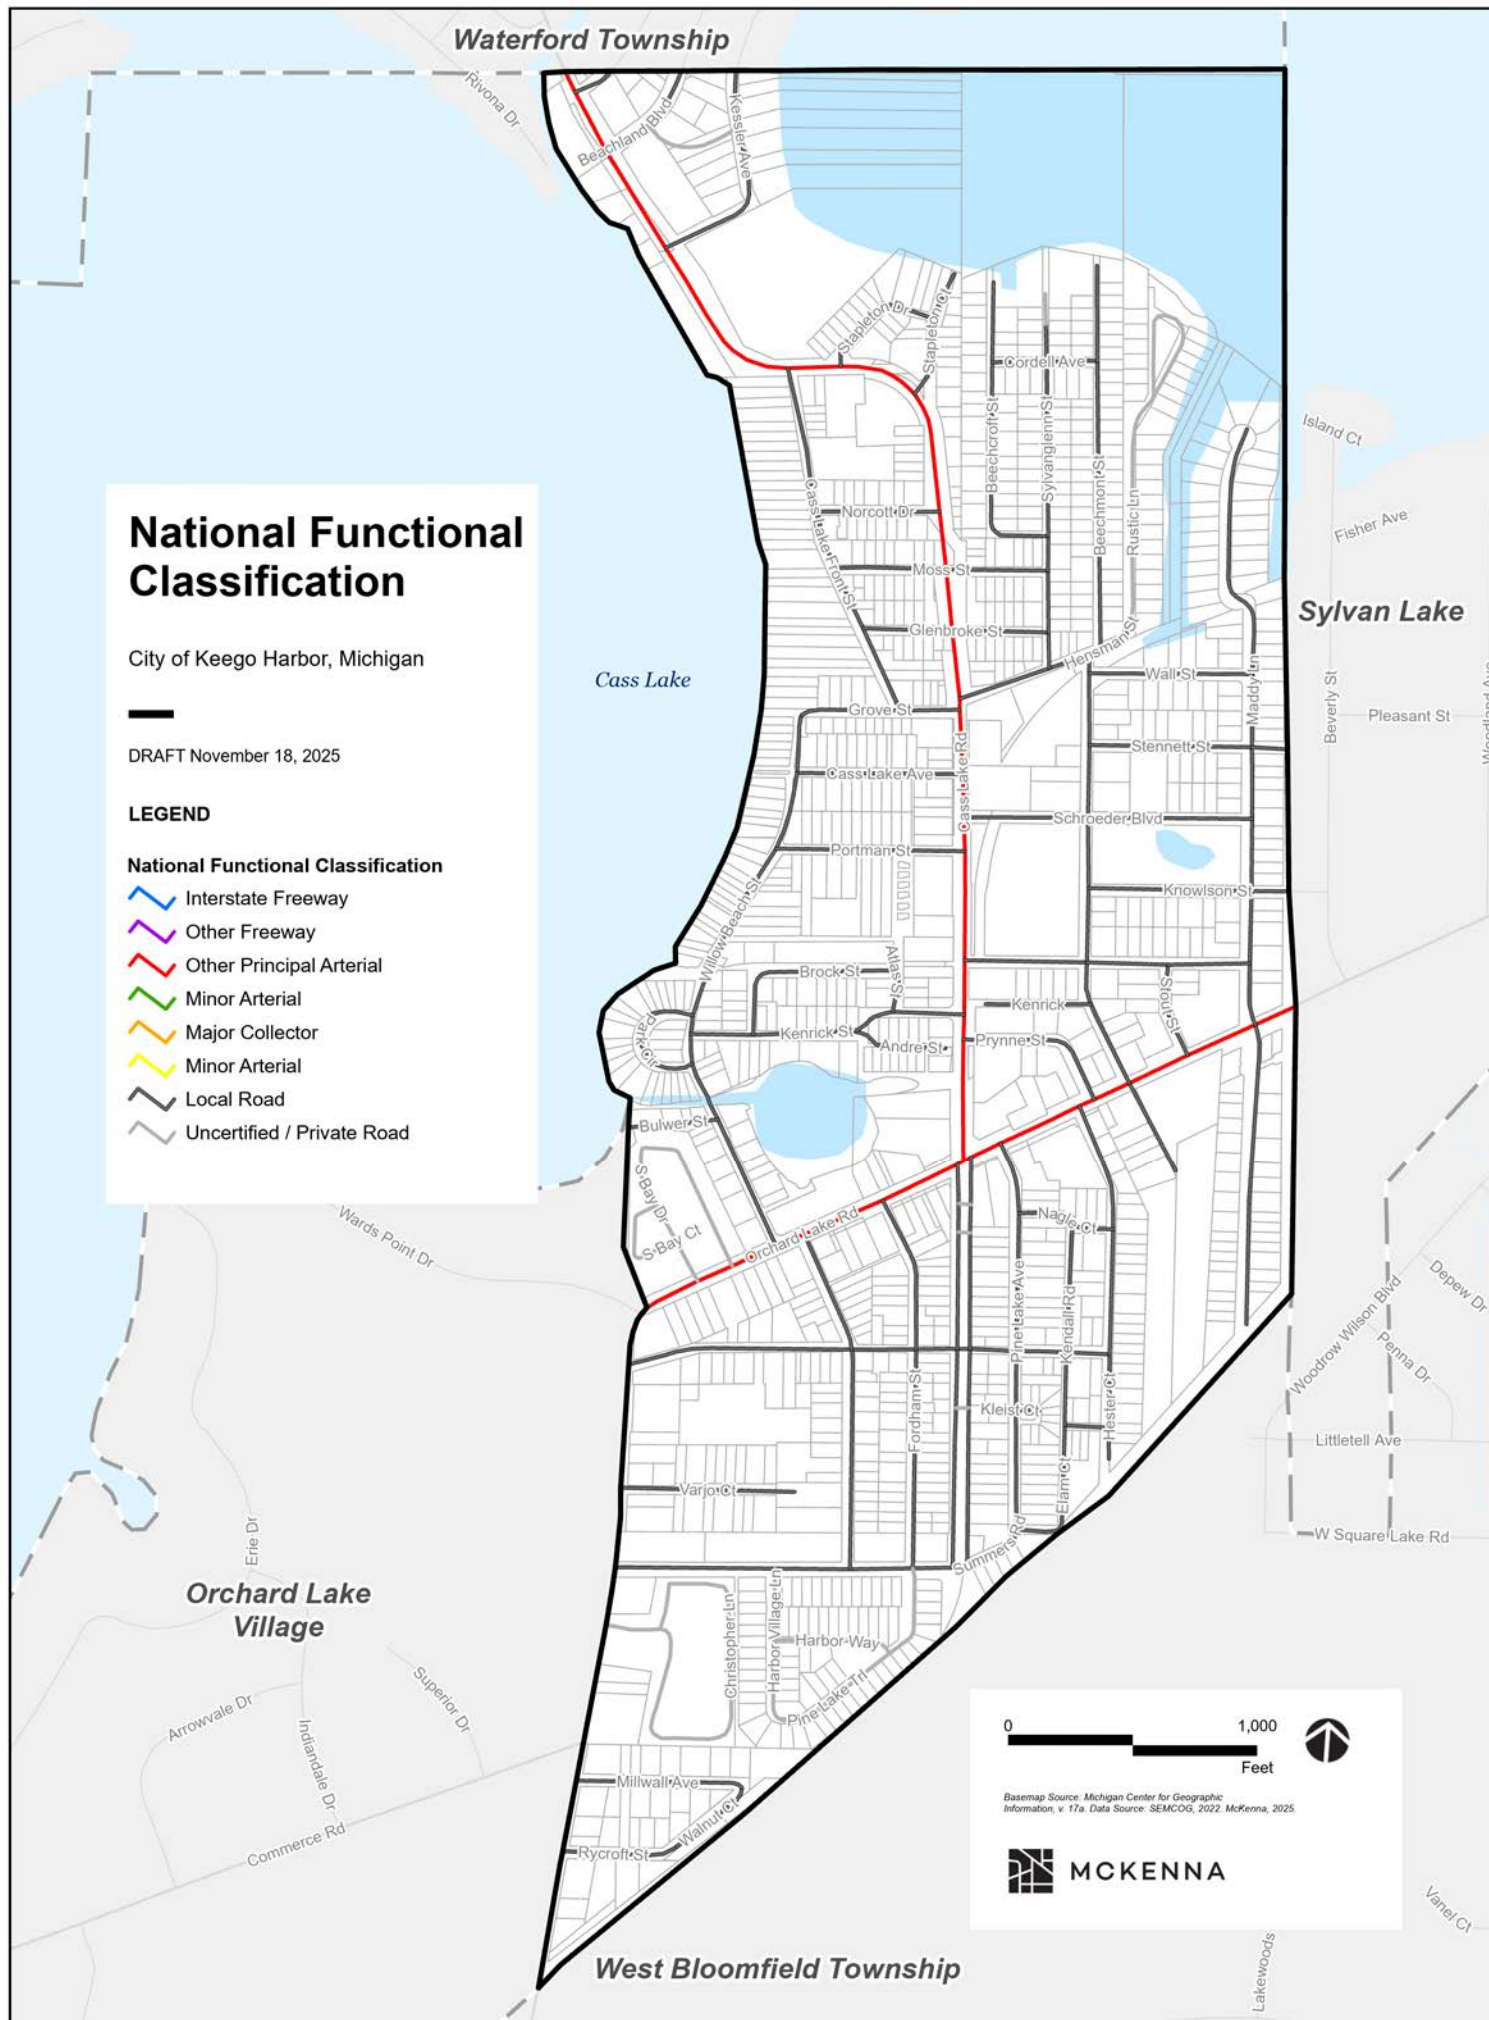 Waterford Township
Rivona Dr
Beachland Blvd
Kessler Ave
Stapleton Dr
Stapleton Ct
Cordell Ave
Beechcroft St
Sylvanglenn St
Beechmont St
Rustic Ln
Island Ct
Fisher Ave
Cass Lake Front St
Norcott Dr
Moss St
Glenbroke St
Hensman St
Sylvan Lake
National Functional
Classification
City of Keego Harbor, Michigan
DRAFT November 18, 2025
LEGEND
National Functional Classification
Interstate Freeway
Other Freeway
Other Principal Arterial
Minor Arterial
Major Collector
Minor Arterial
Local Road
Uncertified / Private Road
Cass Lake
Wall St
Maddy Ln
Beverly St
Pleasant St
Woodland Ave
Grove St
Stennett St
Cass Lake Ave
Cass Lake Rd
Schroeder Blvd
Portman St
Knowlson St
Willow Beach St
Brock St
Atlas St
Stout St
Kenrick
Park Cir
Kenrick St
Andre St
Prynne St
Bulwer St
S Bay Dr
S Bay Ct
Orchard Lake Rd
Wards Point Dr
Nagle Ct
Pine Lake Ave
Kendall Rd
Woodrow Wilson Blvd
Depew Dr
Penna Dr
Fordham St
Kleist Ct
Hester Ct
Littletell Ave
Varjo Ct
Elam Ct
W Square Lake Rd
Summers Rd
Erie Dr
Orchard Lake
Village
Christopher Ln
Harbor Village Ln
Harbor Way
Pine Lake Trl
Superior Dr
Arrowvale Dr
Indiandale Dr
Commerce Rd
Millwall Ave
Walnut Ct
Rycroft St
0 1,000
Feet
Basemap Source: Michigan Center for Geographic
Information, v. 17a. Data Source: SEMCOG, 2022. McKenna, 2025.
MCKENNA
Vanel Ct
Lakewoods
West Bloomfield Township